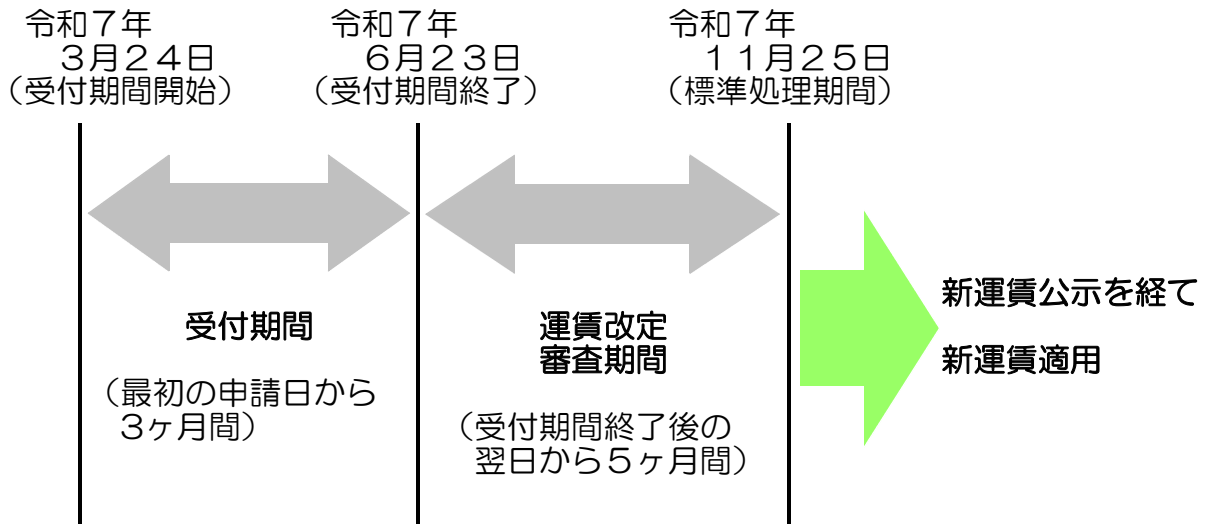 令和７年
３月２４日
（受付期間開始）
令和７年
６月２３日
（受付期間終了）
令和７年
１１月２５日
（標準処理期間）
受付期間
（最初の申請日から
３ヶ月間）
運賃改定
審査期間
（受付期間終了後の
翌日から５ヶ月間）
新運賃公示を経て
新運賃適用